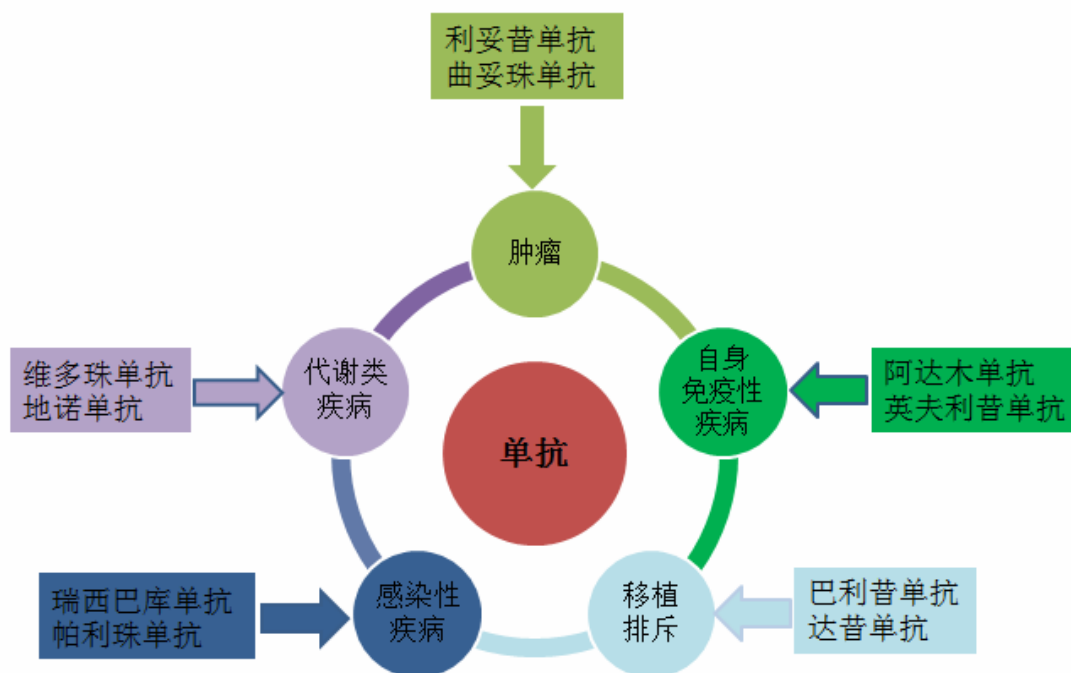 利妥昔单抗
曲妥珠单抗
肿瘤
维多珠单抗
地诺单抗
代谢类
疾病
自身
免疫性
疾病
阿达木单抗
英夫利昔单抗
单抗
瑞西巴库单抗
帕利珠单抗
感染性
疾病
移植
排斥
巴利昔单抗
达昔单抗